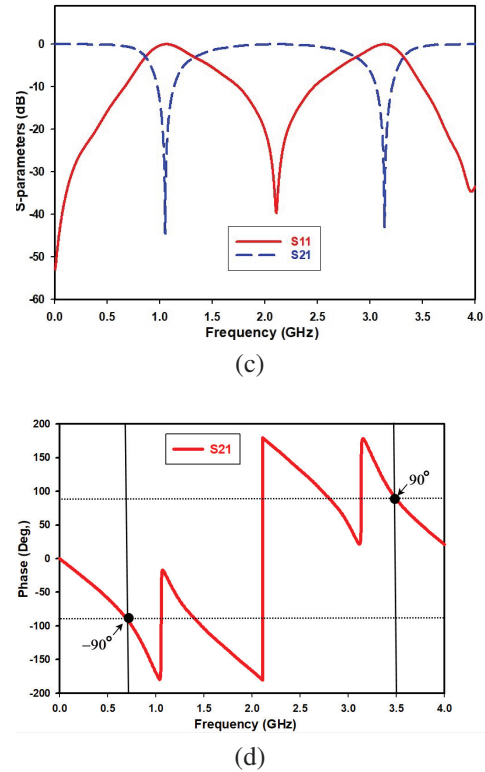 S-parameters (dB)
0
-10
-20
-30
-40
-50
-60
S11
S21
0.0 0.5 1.0 1.5 2.0 2.5 3.0 3.5 4.0
Frequency (GHz)
(c)
Phase (Deg,)
200
150
100
50
0
-50
-100
-150
-200
S21
90°
−90°
0.0 0.5 1.0 1.5 2.0 2.5 3.0 3.5 4.0
Frequency (GHz)
(d)